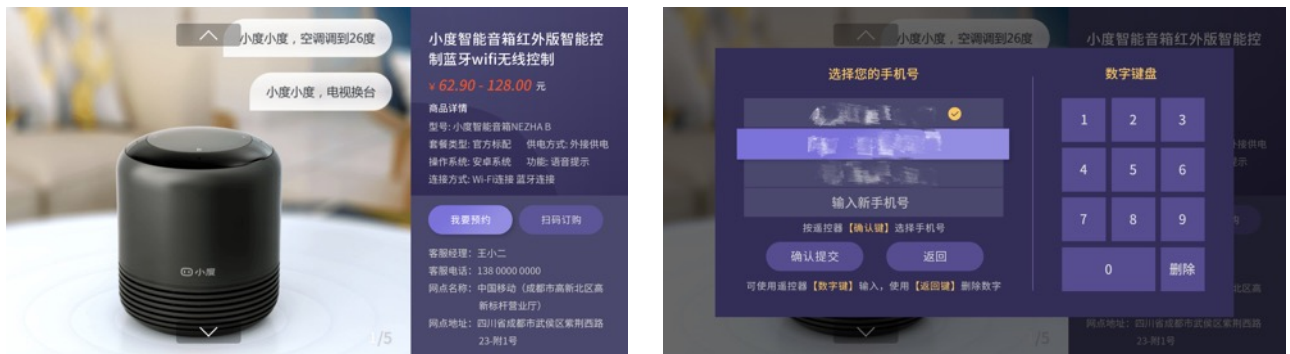 小度小度，空调调到26度
小度小度，电视换台
小度
/5
小度智能音箱红外版智能控
制蓝牙wifi无线控制
¥ 62.90 - 128.00 元
商品详情
型号: 小度智能音箱NEZHA B
套餐类型: 官方标配 供电方式: 外接供电
操作系统: 安卓系统 功能: 语音提示
连接方式: Wi-Fi连接 蓝牙连接
我要预约 扫码订购
客服经理: 王小二
客服电话: 138 0000 0000
网点名称: 中国移动（成都市高新北区高
新标杆营业厅）
网点地址: 四川省成都市武侯区紫荆西路
23-附1号
小度小度，空调调到26度
小度智能音箱红外版智能控
选择您的手机号
输入新手机号
按遥控器【确认键】选择手机号
确认提交 返回
可使用遥控器【数字键】输入，使用【返回键】删除数字
数字键盘
1 2 3
4 5 6
7 8 9
0 删除
外接供电
提示
北区高
网点地址: 四川省成都市武侯区紫荆西路
23-附1号
/5